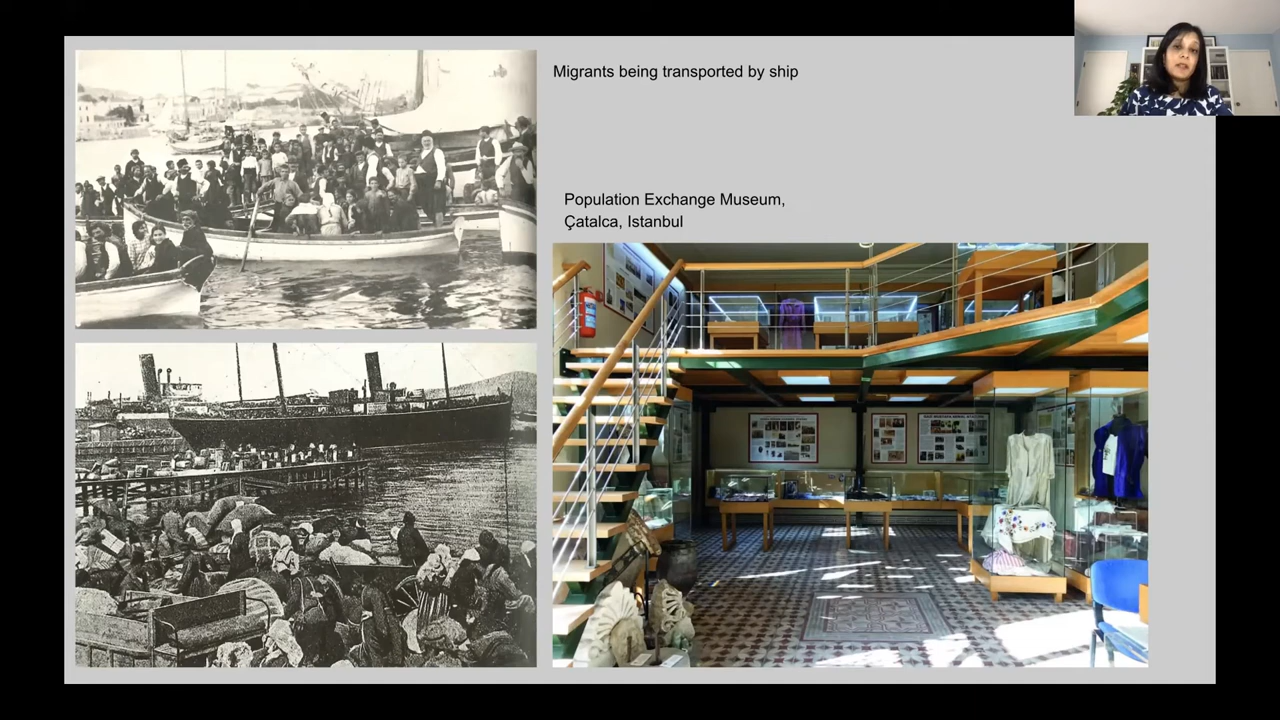 Migrants being transported by ship
Population Exchange Museum,
Çatalca, Istanbul